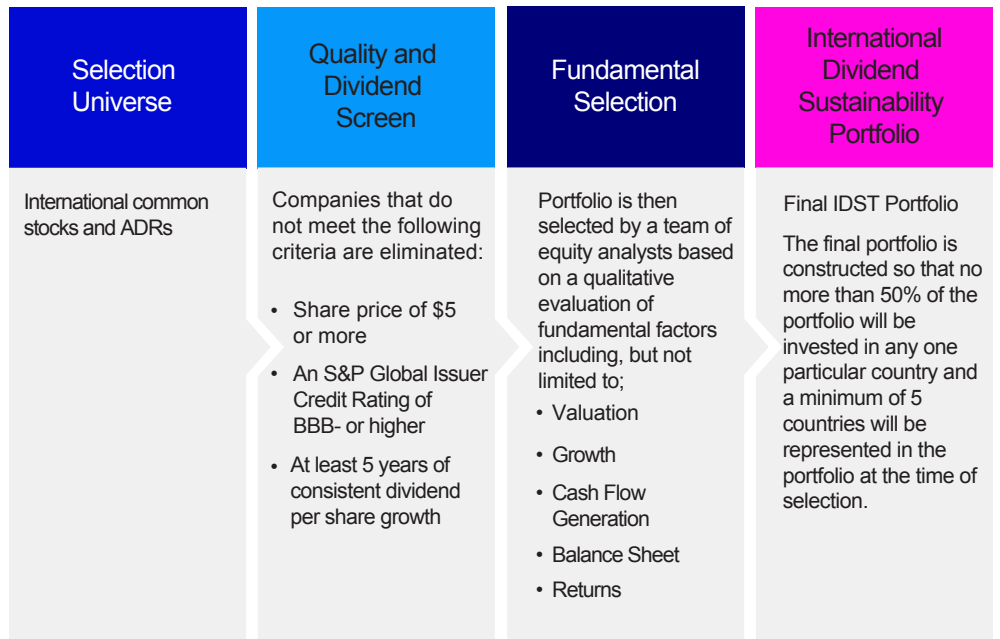 Selection
Universe
International common
stocks and ADRs
Quality and
Dividend
Screen
Companies that do
not meet the following
criteria are eliminated:
• Share price of $5
or more
• An S&P Global Issuer
Credit Rating of
BBB- or higher
• At least 5 years of
consistent dividend
per share growth
Fundamental
Selection
Portfolio is then
selected by a team of
equity analysts based
on a qualitative
evaluation of
fundamental factors
including, but not
limited to;
• Valuation
• Growth
• Cash Flow
Generation
• Balance Sheet
• Returns
International
Dividend
Sustainability
Portfolio
Final IDST Portfolio
The final portfolio is
constructed so that no
more than 50% of the
portfolio will be
invested in any one
particular country and
a minimum of 5
countries will be
represented in the
portfolio at the time of
selection.